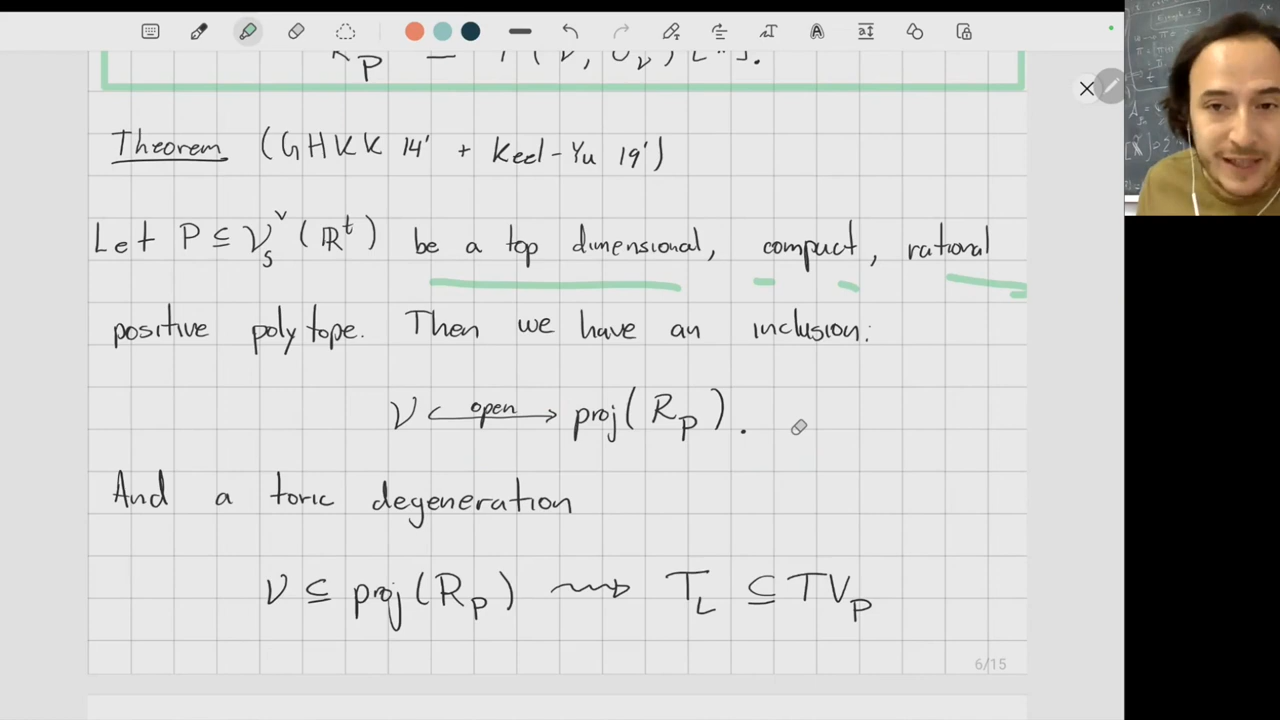 Theorem (GHKK 14' + Keel-Yu 19')
Let P ⊆ 𝒱_s^∨(ℝ^t) be a top dimensional, compact, rational
positive polytope. Then we have an inclusion:
𝒱 ⟵open⟶ proj(R_P).
And a toric degeneration
𝒱 ⊆ proj(R_P) ⇝ T_L ⊆ TV_P
6/15